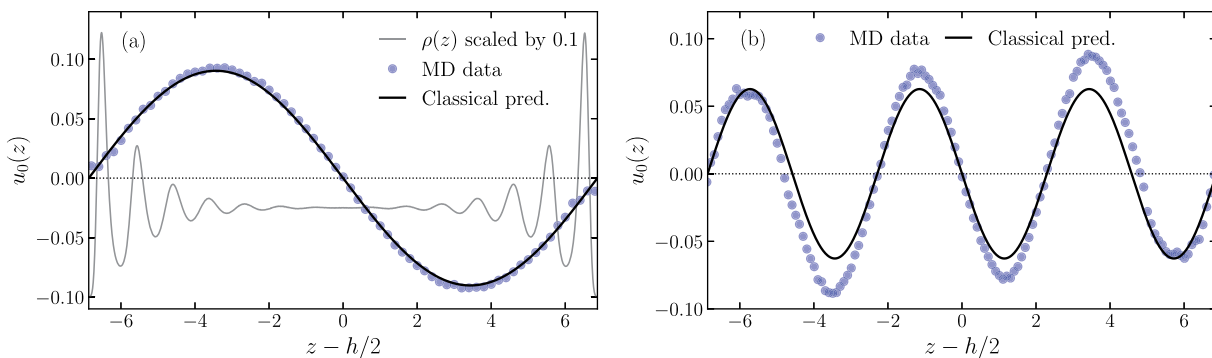 (a)
ρ(z) scaled by 0.1
MD data
Classical pred.
0.10
0.05
0.00
−0.05
−0.10
u₀(z)
−6 −4 −2 0 2 4 6
z − h/2
(b)
MD data Classical pred.
0.10
0.05
0.00
−0.05
−0.10
u₀(z)
−6 −4 −2 0 2 4 6
z − h/2